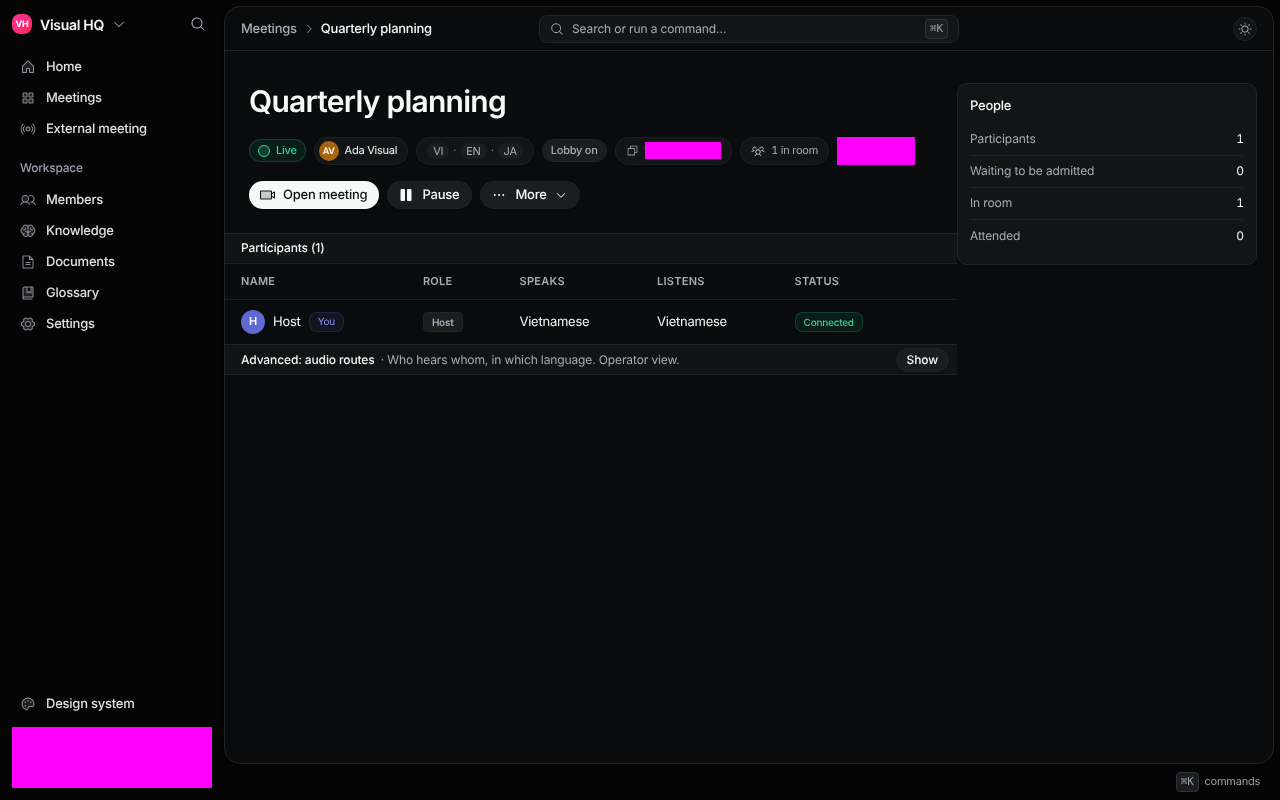 VH Visual HQ
Home
Meetings
External meeting
Workspace
Members
Knowledge
Documents
Glossary
Settings
Design system
Meetings > Quarterly planning
Search or run a command... ⌘K
Quarterly planning
Live
AV Ada Visual
VI · EN · JA
Lobby on
1 in room
Open meeting
Pause
More
Participants (1)
NAME ROLE SPEAKS LISTENS STATUS
H Host You Host Vietnamese Vietnamese Connected
Advanced: audio routes · Who hears whom, in which language. Operator view. Show
People
Participants 1
Waiting to be admitted 0
In room 1
Attended 0
⌘K commands